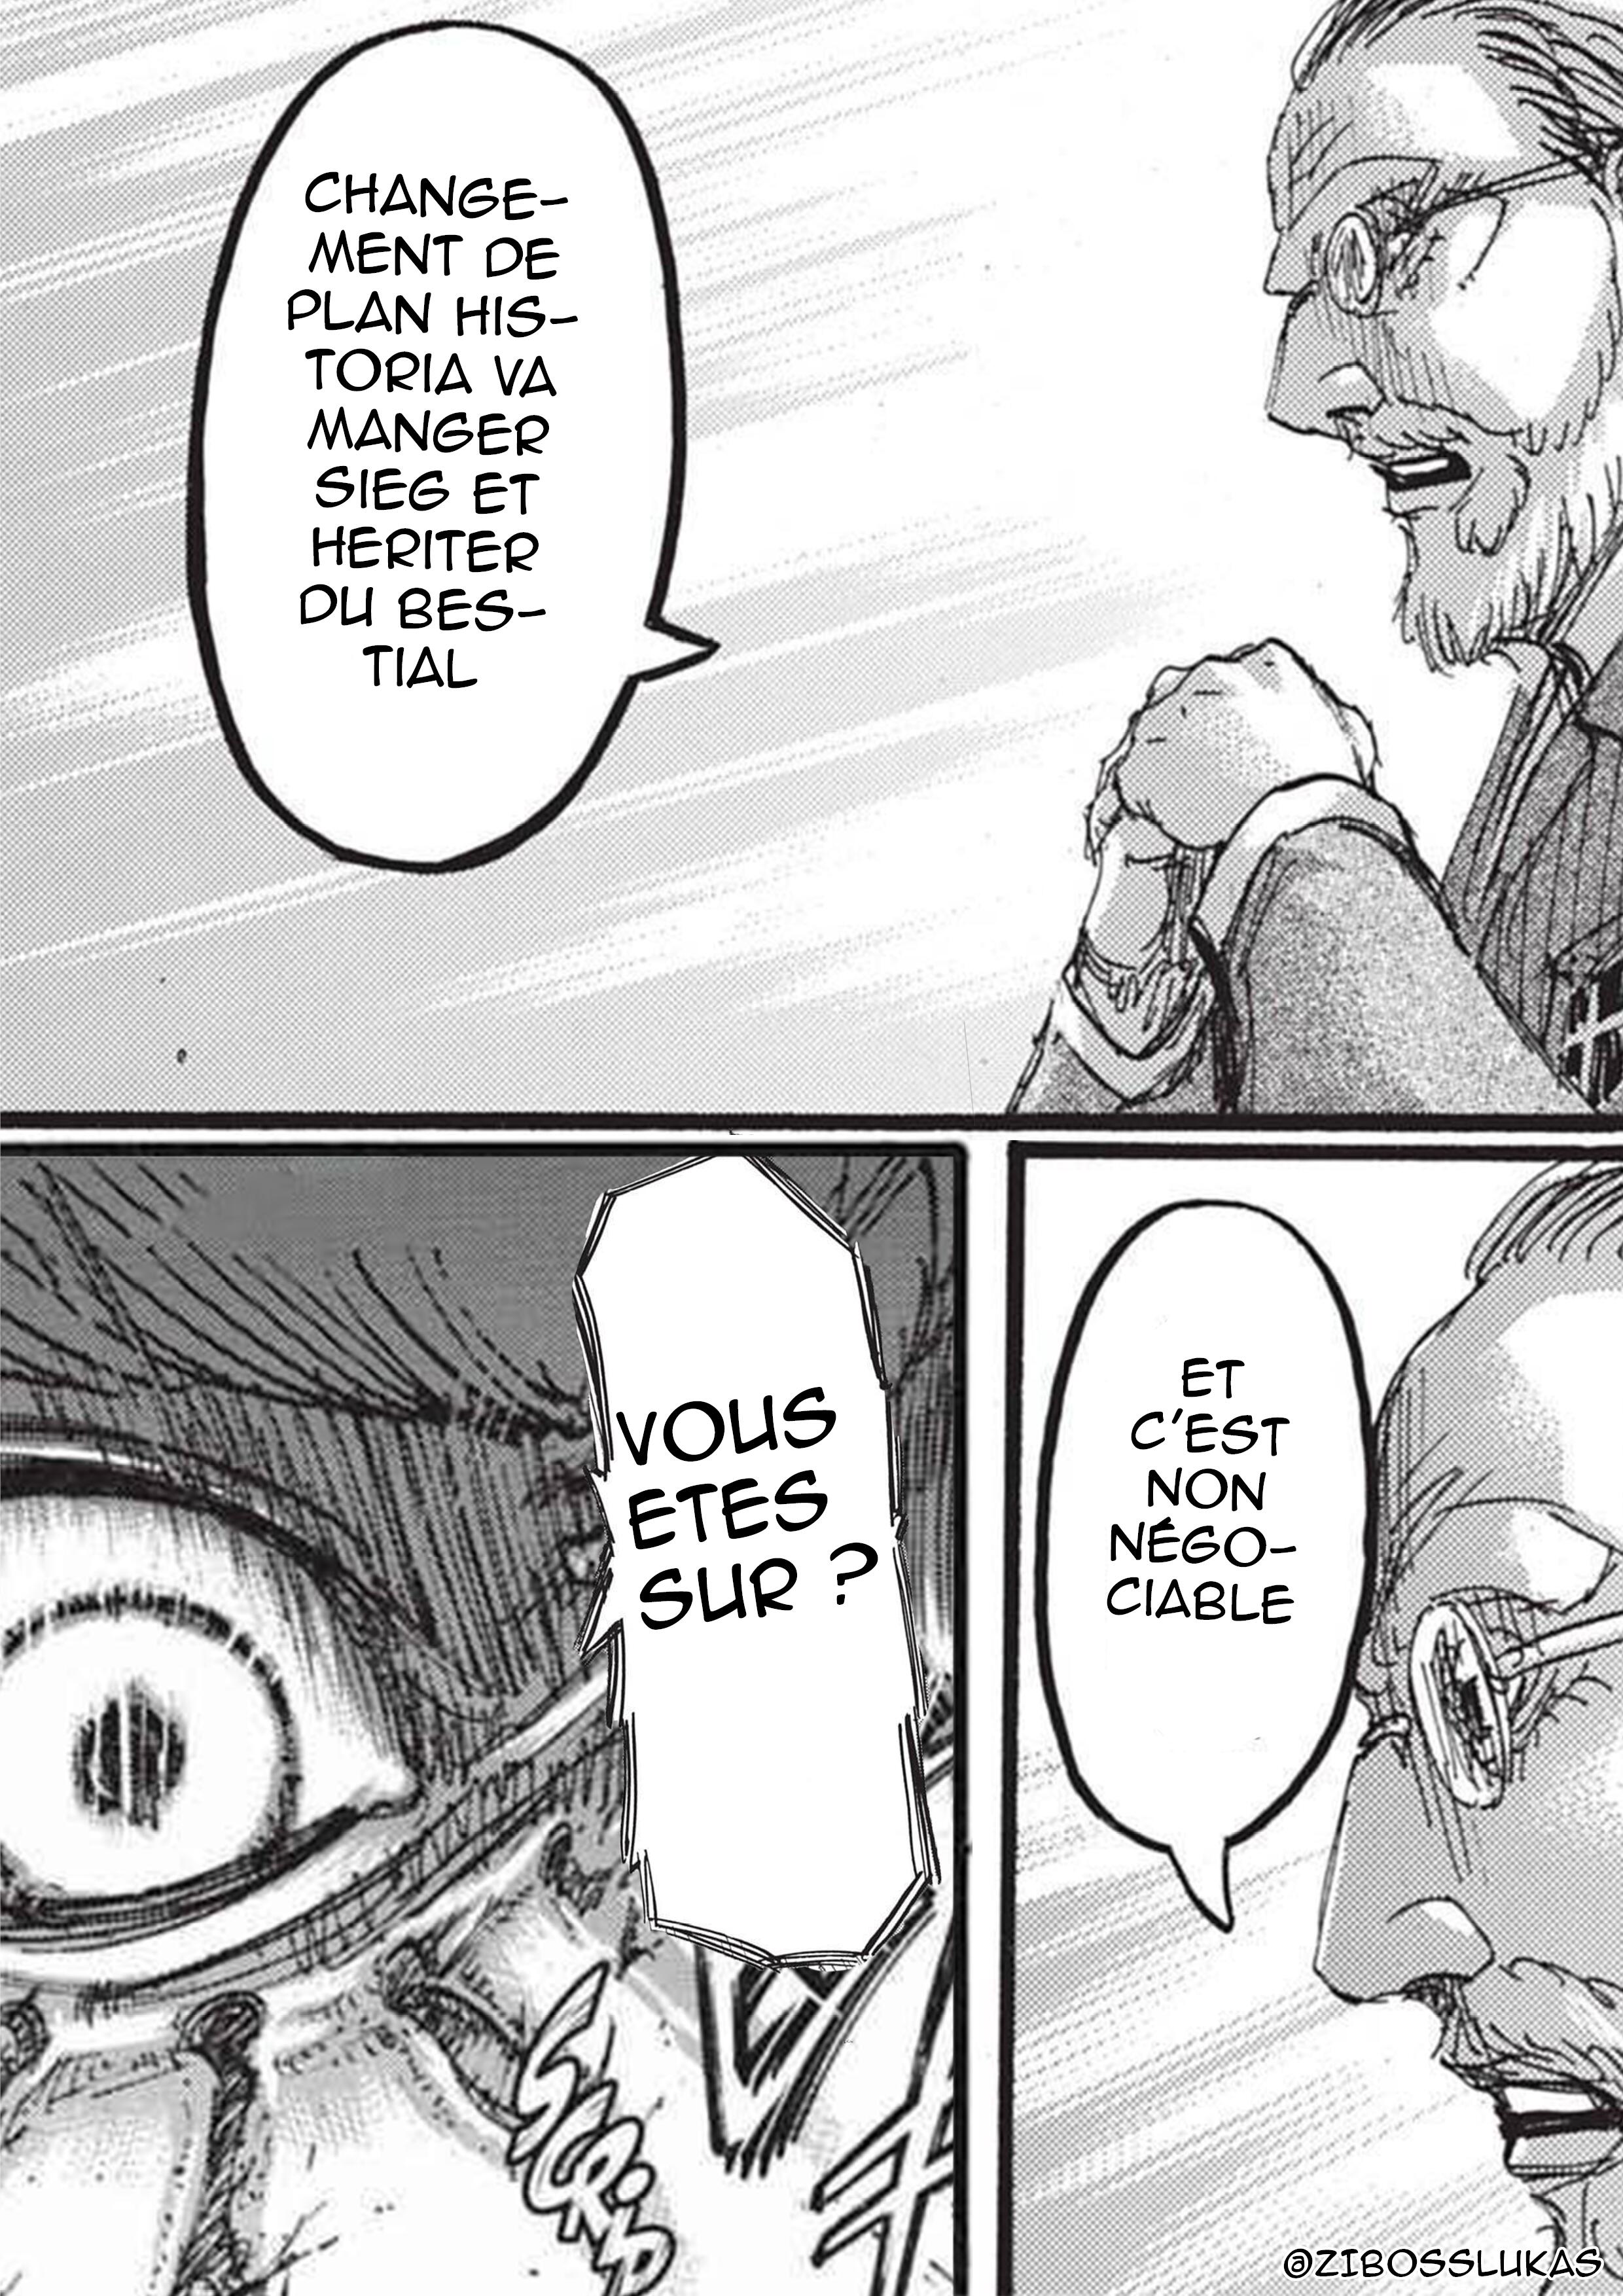 CHANGE-
MENT DE
PLAN HIS-
TORIA VA
MANGER
SIEG ET
HERITER
DU BES-
TIAL
ET
C'EST
NON
NÉGO-
CIABLE
VOUS
ETES
SUR ?
@ZIBOSSLUKAS